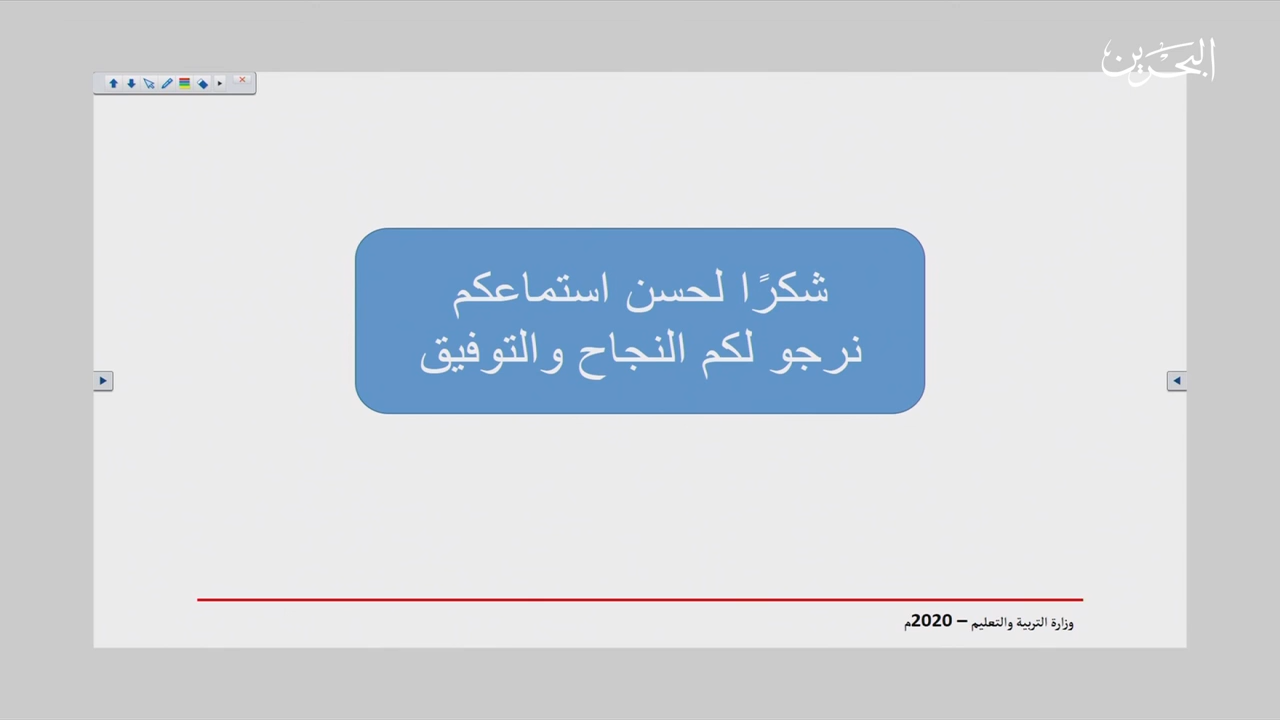 البحرين
شكرًا لحسن استماعكم
نرجو لكم النجاح والتوفيق
وزارة التربية والتعليم – 2020م